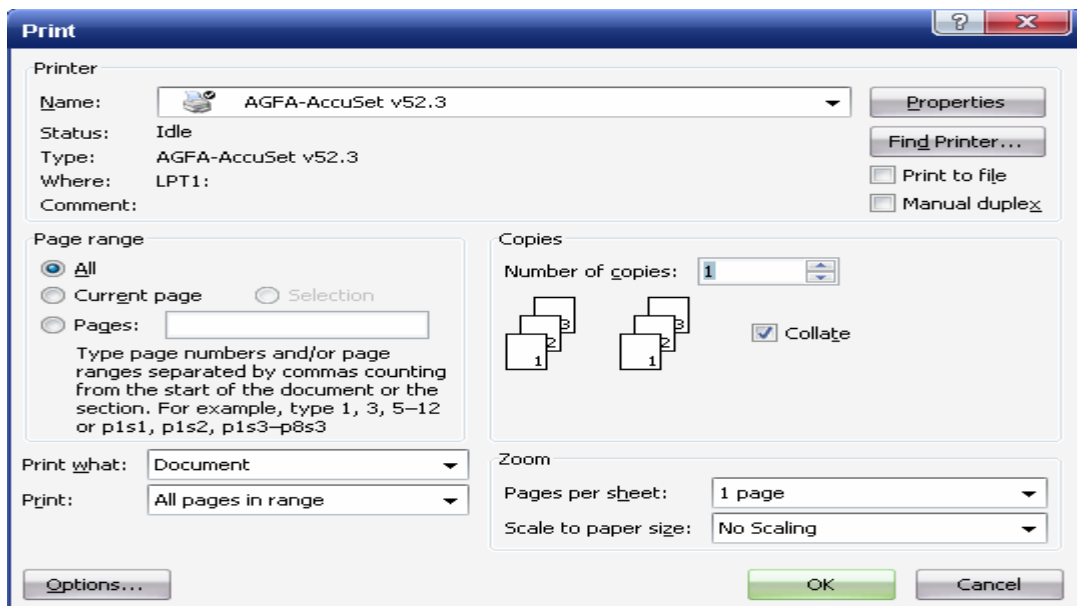 Print
?
X
Printer
Name: AGFA-AccuSet v52.3 Properties
Status: Idle
Find Printer...
Type: AGFA-AccuSet v52.3
Where: LPT1:
Print to file
Comment:
Manual duplex
Page range
All
Current page Selection
Pages:
Type page numbers and/or page
ranges separated by commas counting
from the start of the document or the
section. For example, type 1, 3, 5–12
or p1s1, p1s2, p1s3–p8s3
Copies
Number of copies: 1
3 3
2 2
1 1
Collate
Print what: Document
Print: All pages in range
Zoom
Pages per sheet: 1 page
Scale to paper size: No Scaling
Options... OK Cancel